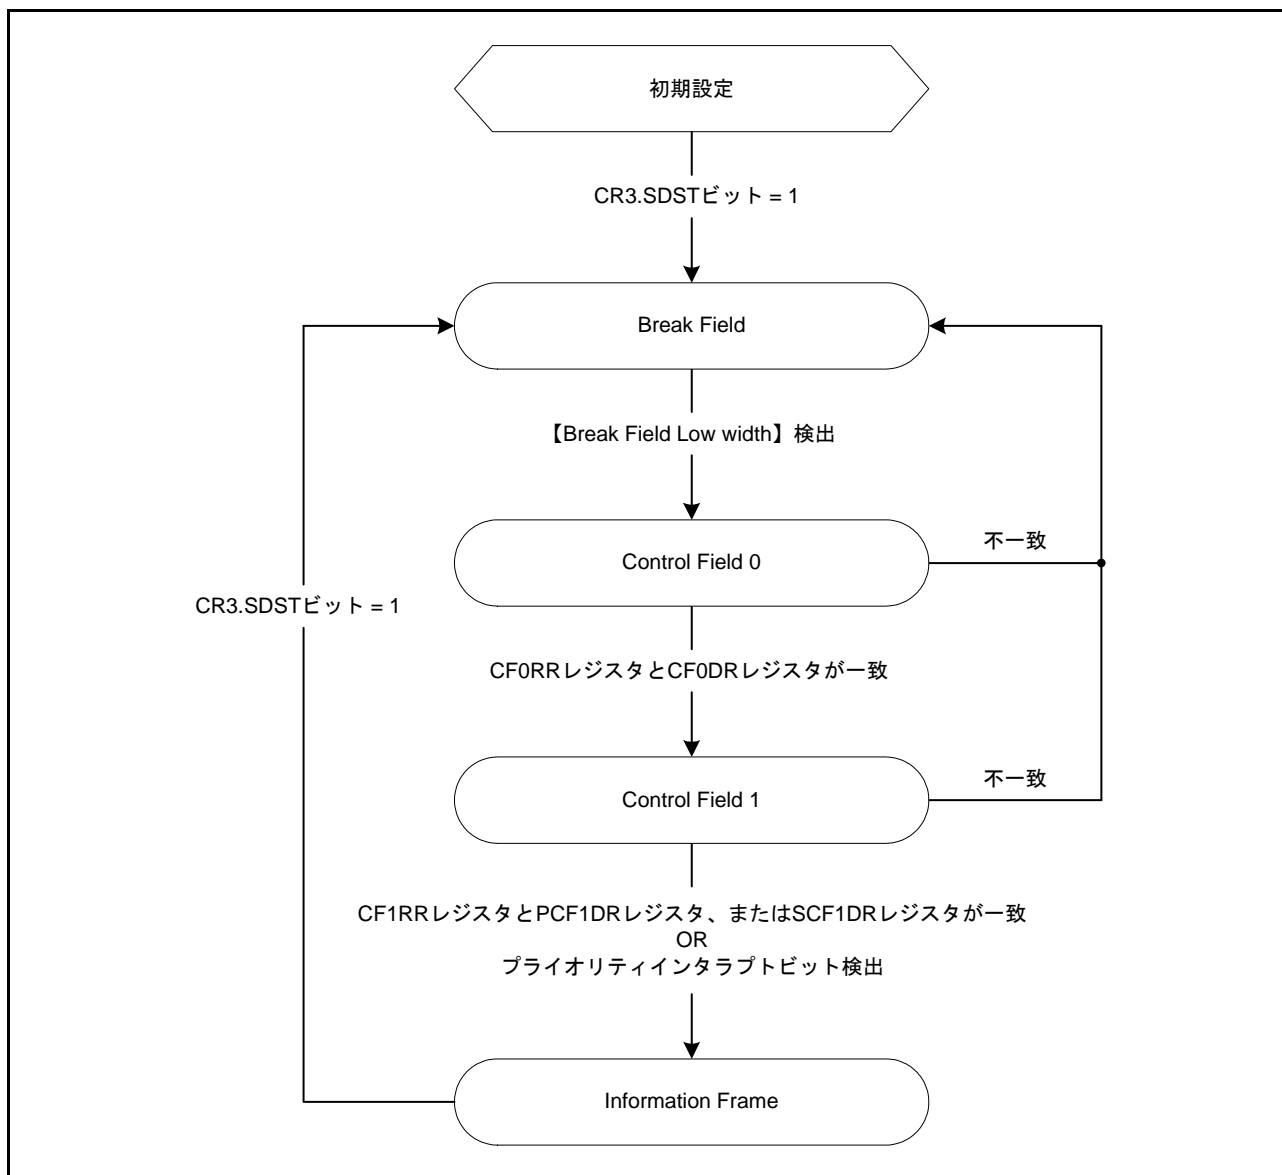 初期設定
CR3.SDSTビット = 1
Break Field
【Break Field Low width】検出
Control Field 0
不一致
CR3.SDSTビット = 1
CF0RRレジスタとCF0DRレジスタが一致
Control Field 1
不一致
CF1RRレジスタとPCF1DRレジスタ、またはSCF1DRレジスタが一致
OR
プライオリティインタラプトビット検出
Information Frame